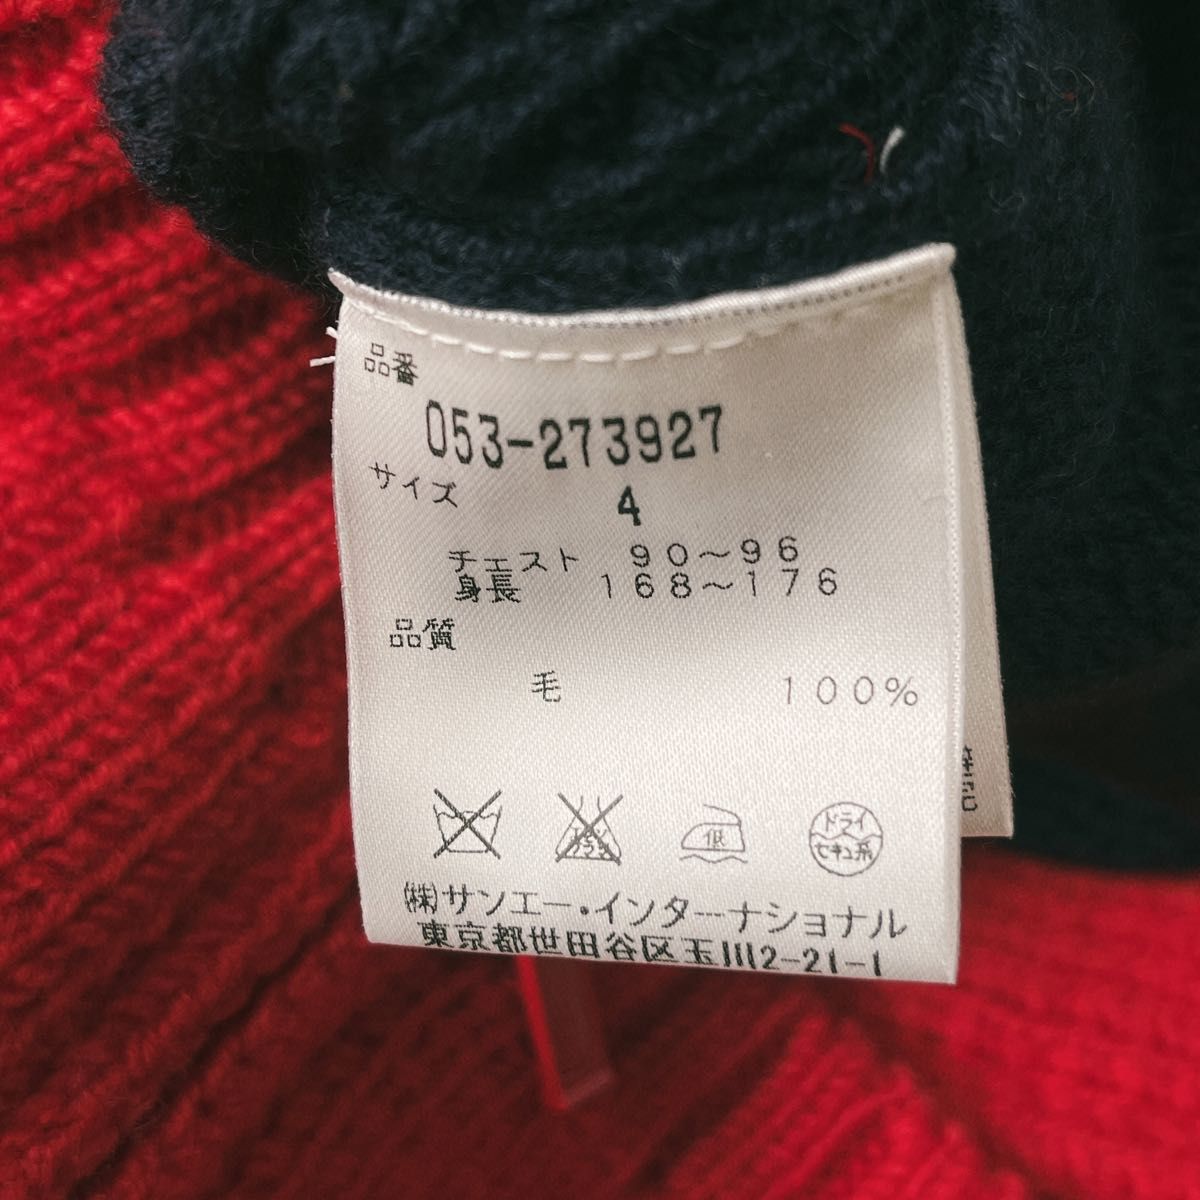 品番
053-273927
サイズ
4
チェスト 90～96
身長 168～176
品質
毛 100%
低
ドライ
セキユ系
(株)サンエー・インターナショナル
東京都世田谷区玉川2-21-1